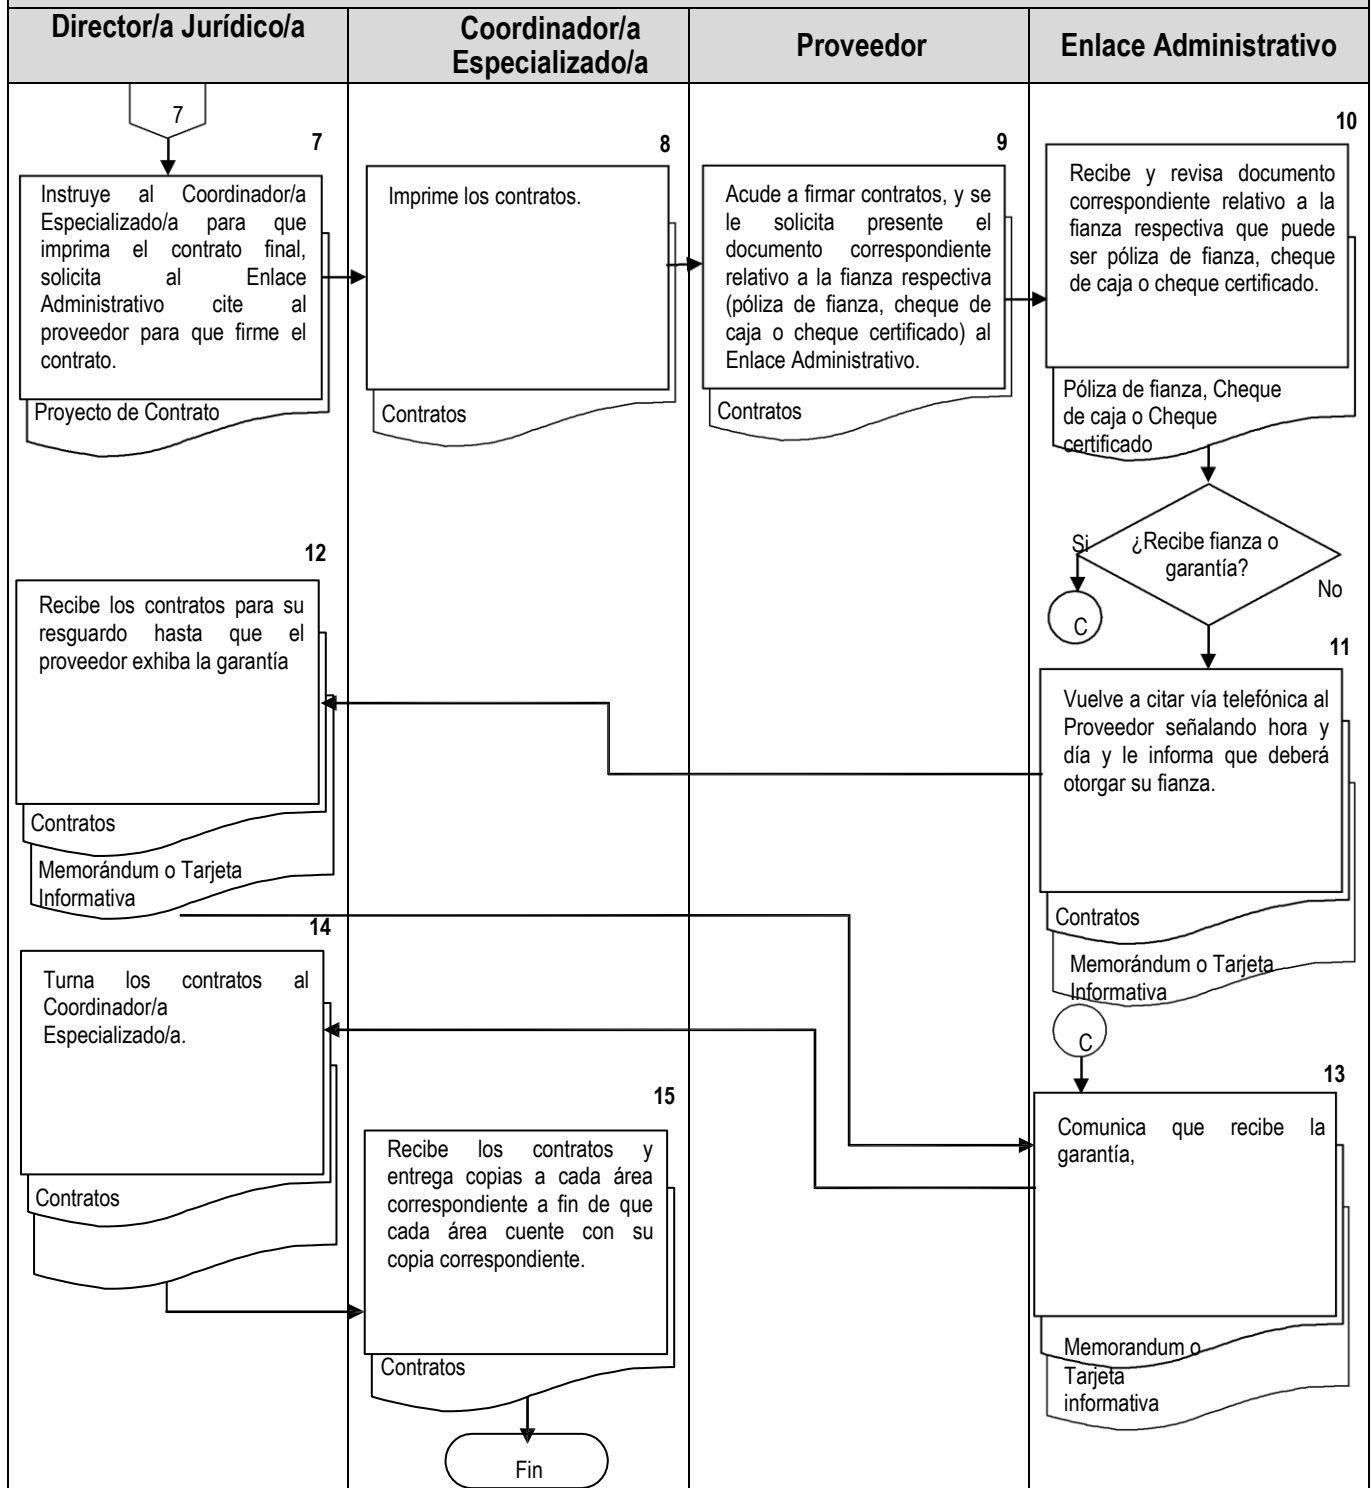 Director/a Jurídico/a
Coordinador/a
Especializado/a
Proveedor
Enlace Administrativo
7
7
Instruye al Coordinador/a
Especializado/a para que
imprima el contrato final,
solicita al Enlace
Administrativo cite al
proveedor para que firme el
contrato.
Proyecto de Contrato
8
Imprime los contratos.
Contratos
9
Acude a firmar contratos, y se
le solicita presente el
documento correspondiente
relativo a la fianza respectiva
(póliza de fianza, cheque de
caja o cheque certificado) al
Enlace Administrativo.
Contratos
10
Recibe y revisa documento
correspondiente relativo a la
fianza respectiva que puede
ser póliza de fianza, cheque
de caja o cheque certificado.
Póliza de fianza, Cheque
de caja o Cheque
certificado
¿Recibe fianza o
garantía?
Si
No
C
11
Vuelve a citar vía telefónica al
Proveedor señalando hora y
día y le informa que deberá
otorgar su fianza.
Contratos
Memorándum o Tarjeta
Informativa
12
Recibe los contratos para su
resguardo hasta que el
proveedor exhiba la garantía
Contratos
Memorándum o Tarjeta
Informativa
C
13
Comunica que recibe la
garantía,
Memorandum o
Tarjeta
informativa
14
Turna los contratos al
Coordinador/a
Especializado/a.
Contratos
15
Recibe los contratos y
entrega copias a cada área
correspondiente a fin de que
cada área cuente con su
copia correspondiente.
Contratos
Fin